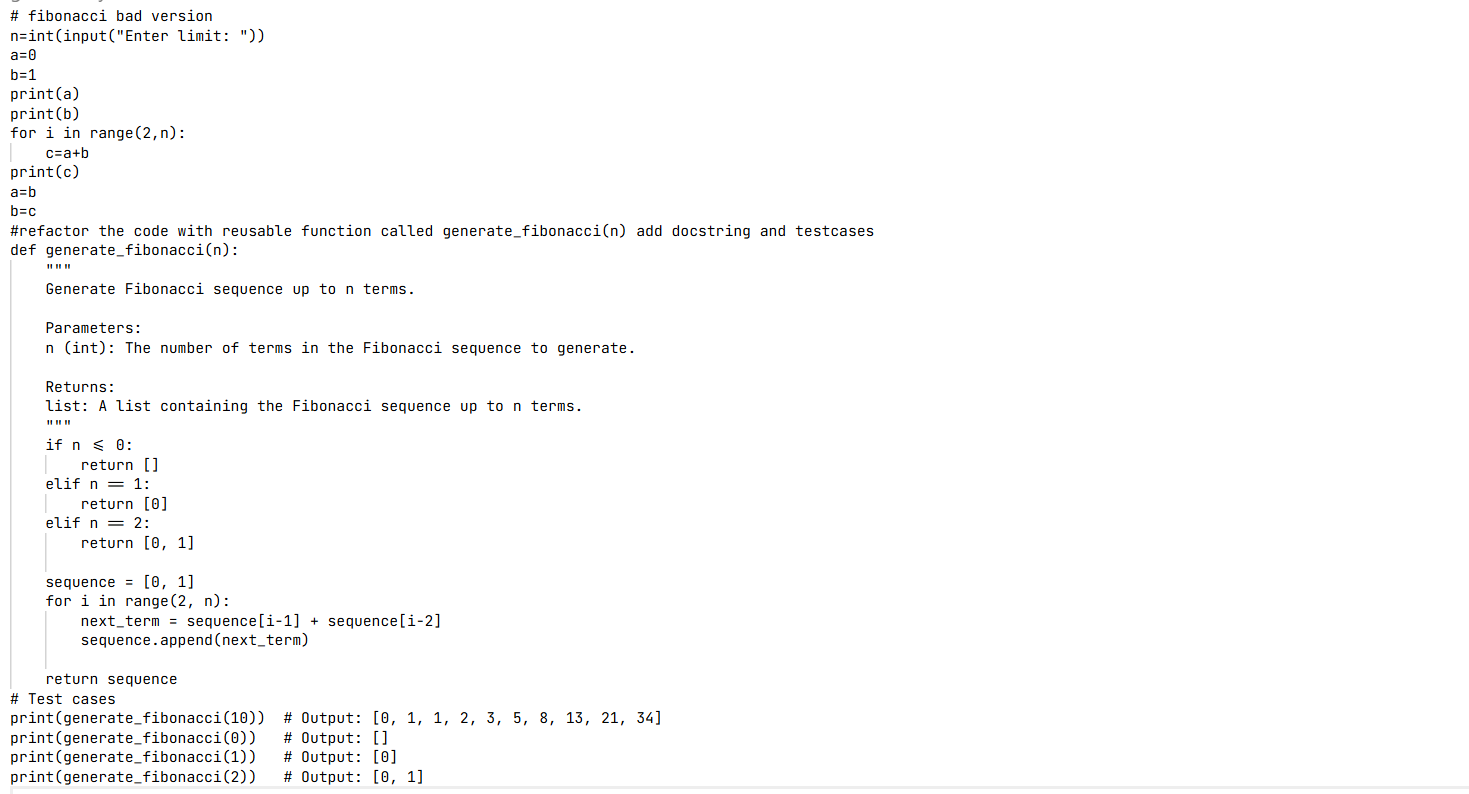 # fibonacci bad version
n=int(input("Enter limit: "))
a=0
b=1
print(a)
print(b)
for i in range(2,n):
    c=a+b
print(c)
a=b
b=c
#refactor the code with reusable function called generate_fibonacci(n) add docstring and testcases
def generate_fibonacci(n):
    """
    Generate Fibonacci sequence up to n terms.

    Parameters:
    n (int): The number of terms in the Fibonacci sequence to generate.

    Returns:
    list: A list containing the Fibonacci sequence up to n terms.
    """
    if n <= 0:
        return []
    elif n == 1:
        return [0]
    elif n == 2:
        return [0, 1]

    sequence = [0, 1]
    for i in range(2, n):
        next_term = sequence[i-1] + sequence[i-2]
        sequence.append(next_term)

    return sequence
# Test cases
print(generate_fibonacci(10))  # Output: [0, 1, 1, 2, 3, 5, 8, 13, 21, 34]
print(generate_fibonacci(0))   # Output: []
print(generate_fibonacci(1))   # Output: [0]
print(generate_fibonacci(2))   # Output: [0, 1]